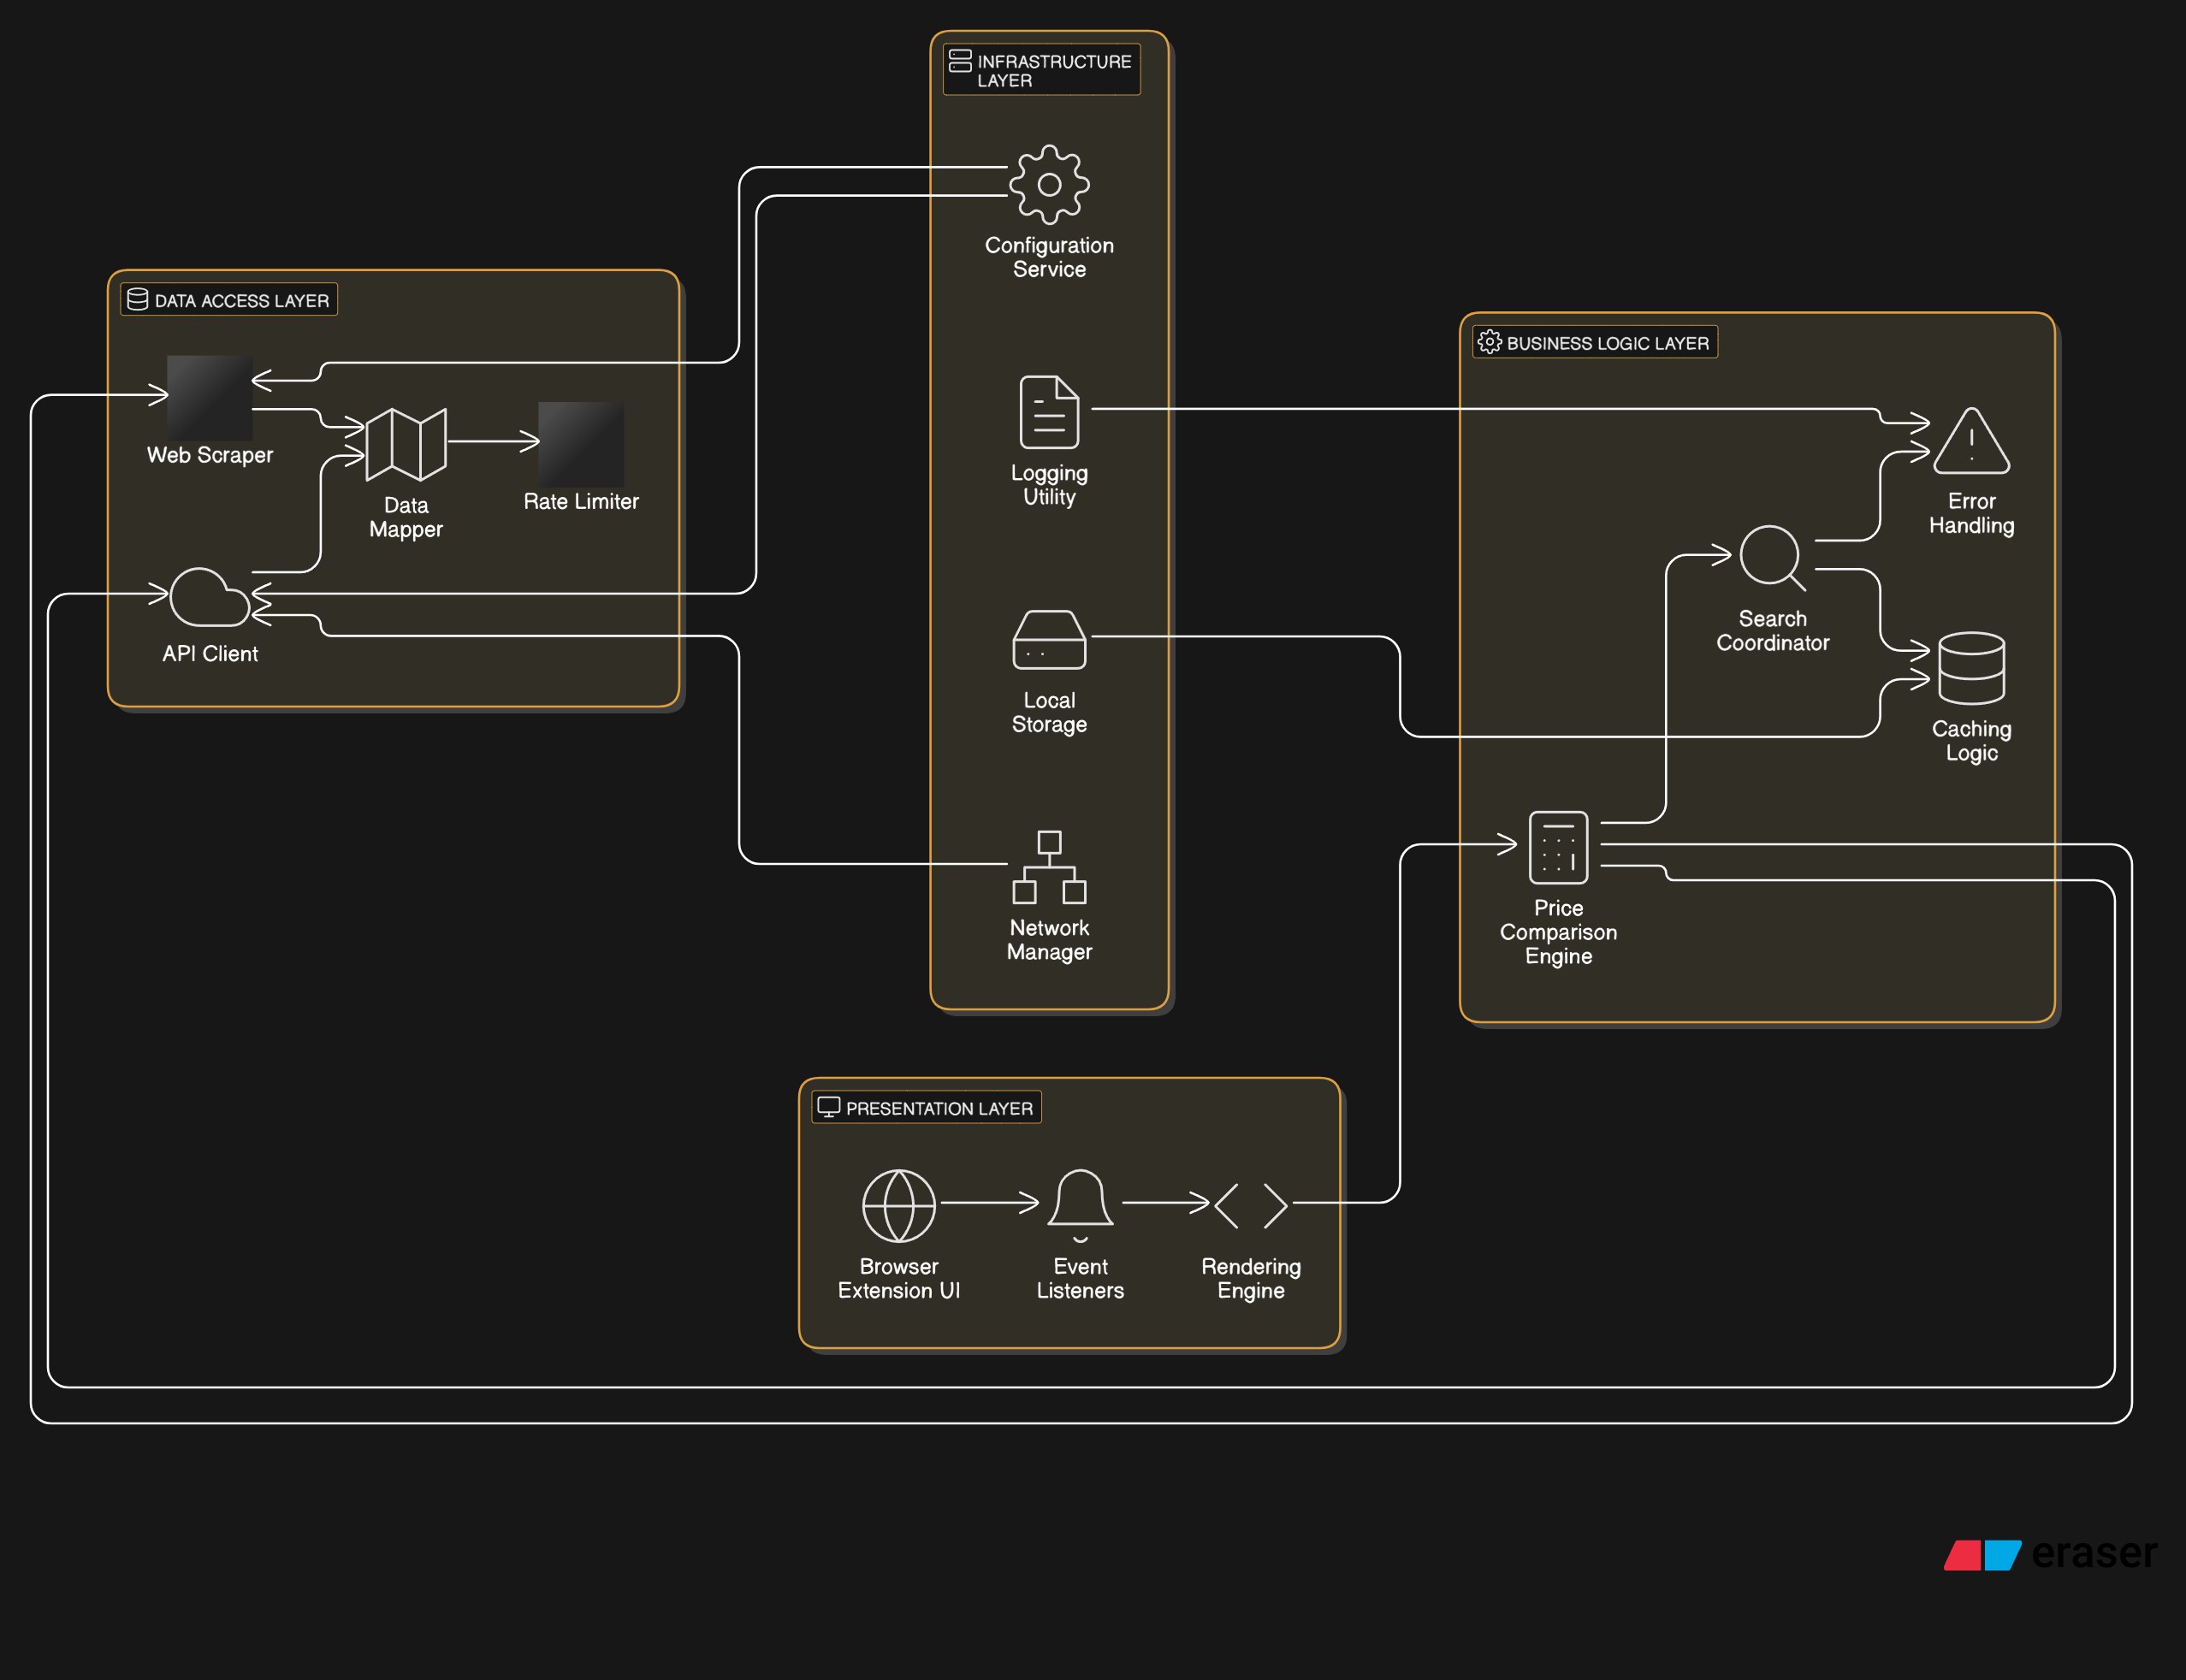 INFRASTRUCTURE
LAYER
Configuration
Service
Logging
Utility
Local
Storage
Network
Manager
DATA ACCESS LAYER
Web Scraper
Data
Mapper
Rate Limiter
API Client
BUSINESS LOGIC LAYER
Error
Handling
Search
Coordinator
Caching
Logic
Price
Comparison
Engine
PRESENTATION LAYER
Browser
Extension UI
Event
Listeners
Rendering
Engine
eraser